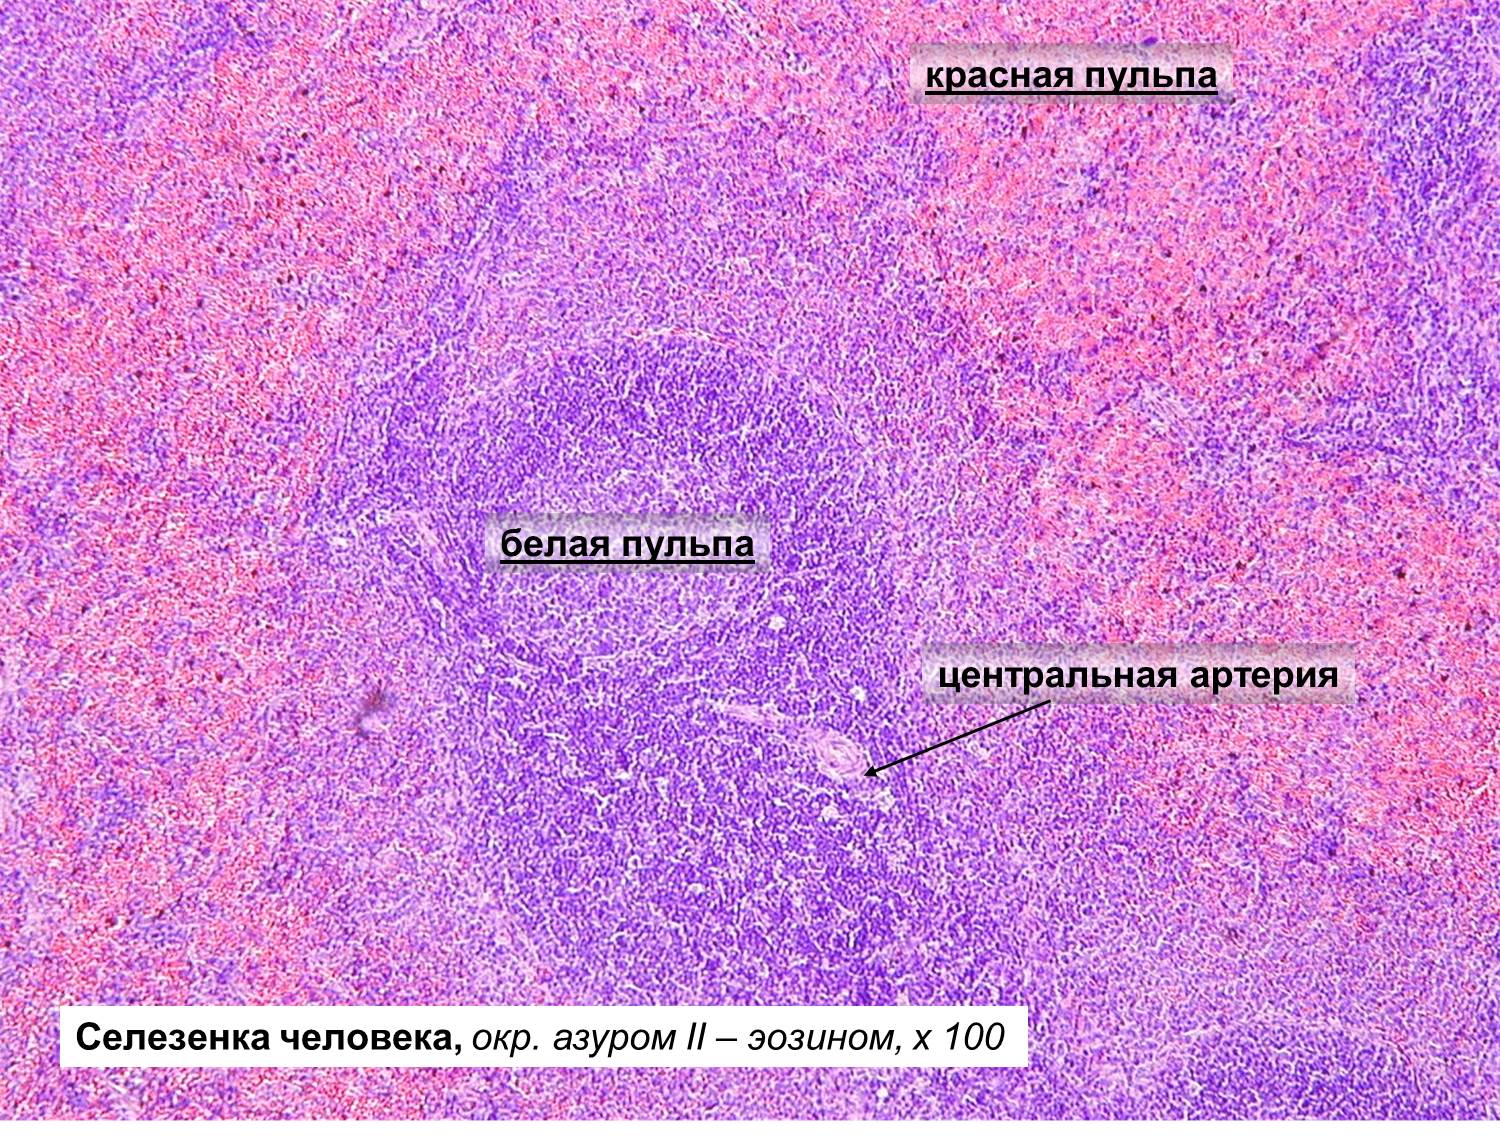 красная пульпа
белая пульпа
центральная артерия
Селезенка человека, окр. азуром II – эозином, х 100